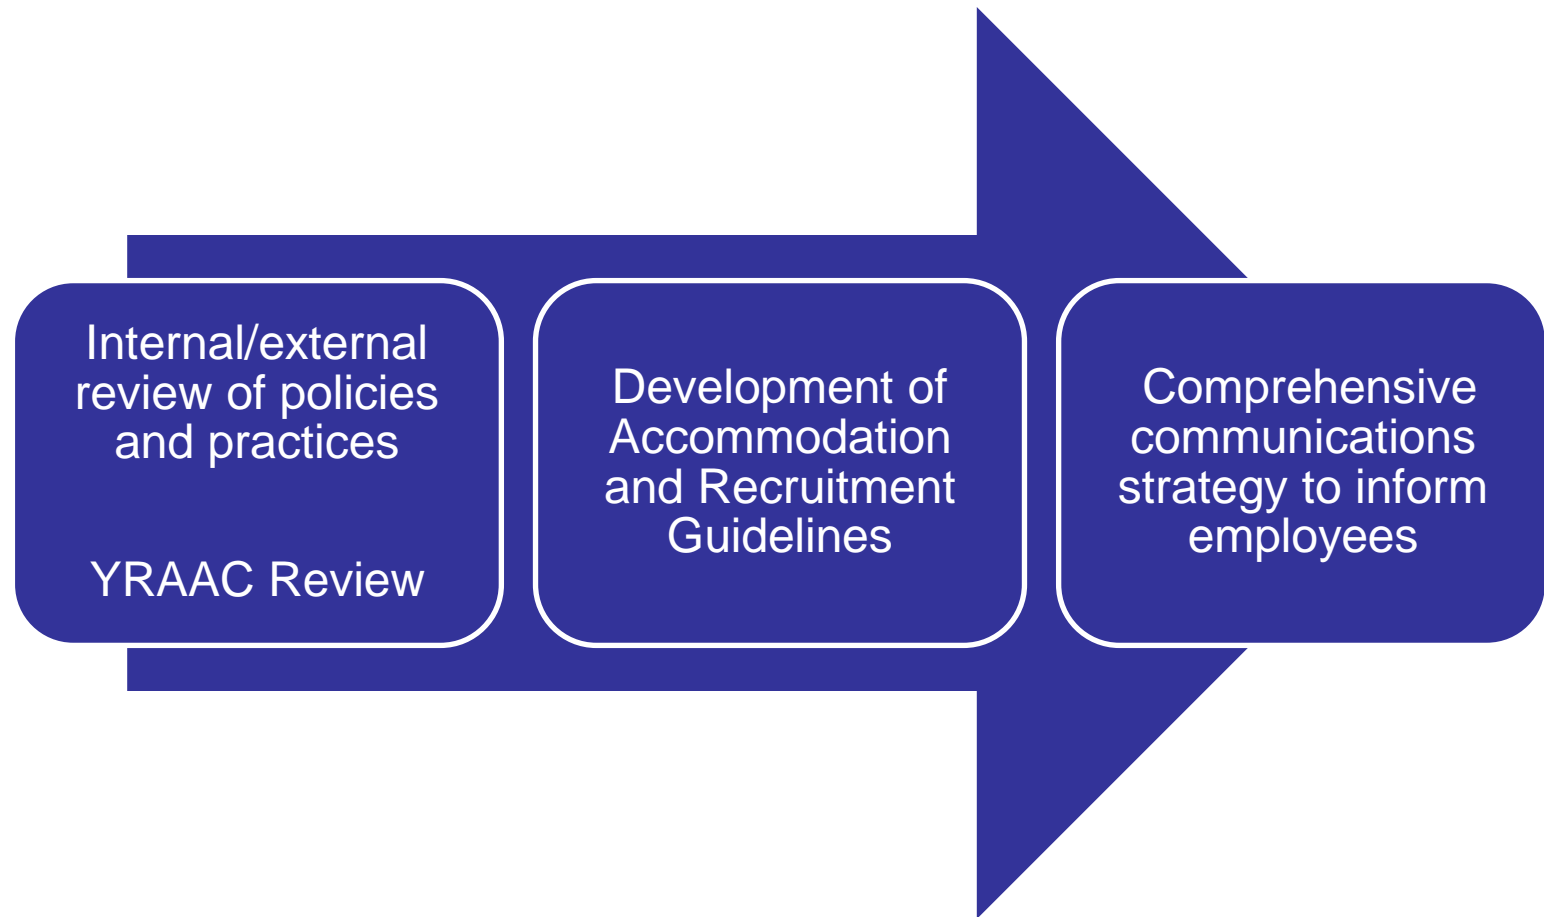 Internal/external
review of policies
and practices
YRAAC Review
Development of
Accommodation
and Recruitment
Guidelines
Comprehensive
communications
strategy to inform
employees